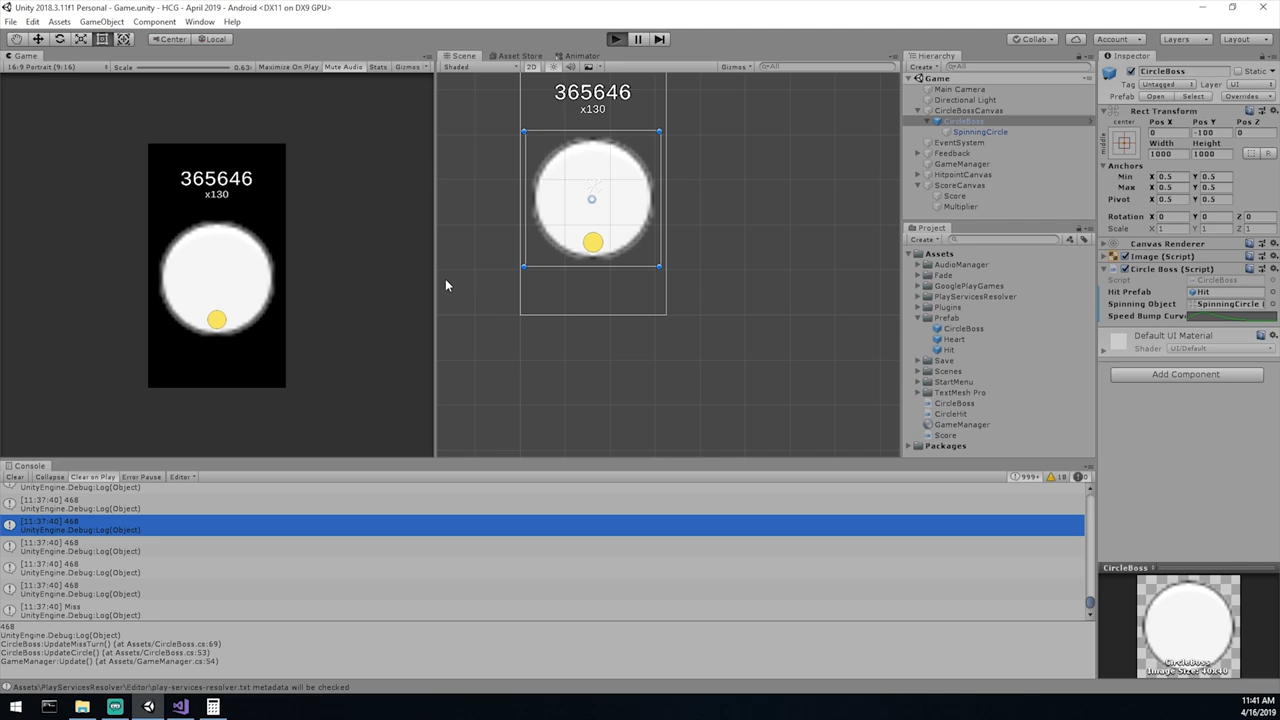 Unity 2018.3.11f1 Personal - Game.unity - HCG - April 2019 - Android <DX11 on DX9 GPU>
File Edit Assets GameObject Component Window Help
Center Local Collab Account Layers Layout
Game Scene Asset Store Animator Hierarchy Inspector
16:9 Portrait (9:16) Scale 0.63 Maximize On Play Mute Audio Stats Gizmos Shaded 2D Gizmos All Create All
365646
x130
365646
x130
Game
Main Camera
Directional Light
CircleBossCanvas
CircleBoss
SpinningCircle
EventSystem
Feedback
GameManager
HitpointCanvas
ScoreCanvas
Score
Multiplier
Project
Create
Assets
AudioManager
Fade
GooglePlayGames
PlayServicesResolver
Plugins
Prefab
CircleBoss
Heart
Hit
Save
Scenes
StartMenu
TextMesh Pro
CircleBoss
CircleHit
GameManager
Score
Packages
CircleBoss Static
Tag Untagged Layer UI
Prefab Open Select Overrides
Rect Transform
center Pos X Pos Y Pos Z
middle 0 -100 0
Width Height
1000 1000 R
Anchors
Min X 0.5 Y 0.5
Max X 0.5 Y 0.5
Pivot X 0.5 Y 0.5
Rotation X 0 Y 0 Z 0
Scale X 1 Y 1 Z 1
Canvas Renderer
Image (Script)
Circle Boss (Script)
Script CircleBoss
Hit Prefab Hit
Spinning Object SpinningCircle
Speed Bump Curv
Default UI Material
Shader UI/Default
Add Component
CircleBoss
CircleBoss
Image Size: 40x40
Console
Clear Collapse Clear on Play Error Pause Editor 999+ 18 0
UnityEngine.Debug:Log(Object)
[11:37:40] 468
UnityEngine.Debug:Log(Object)
[11:37:40] 468
UnityEngine.Debug:Log(Object)
[11:37:40] 468
UnityEngine.Debug:Log(Object)
[11:37:40] 468
UnityEngine.Debug:Log(Object)
[11:37:40] 468
UnityEngine.Debug:Log(Object)
[11:37:40] Miss
UnityEngine.Debug:Log(Object)
468
UnityEngine.Debug:Log(Object)
CircleBoss:UpdateMissTurn() (at Assets/CircleBoss.cs:69)
CircleBoss:UpdateCircle() (at Assets/CircleBoss.cs:53)
GameManager:Update() (at Assets/GameManager.cs:54)
Assets\PlayServicesResolver\Editor\play-services-resolver.txt metadata will be checked
11:41 AM
4/16/2019